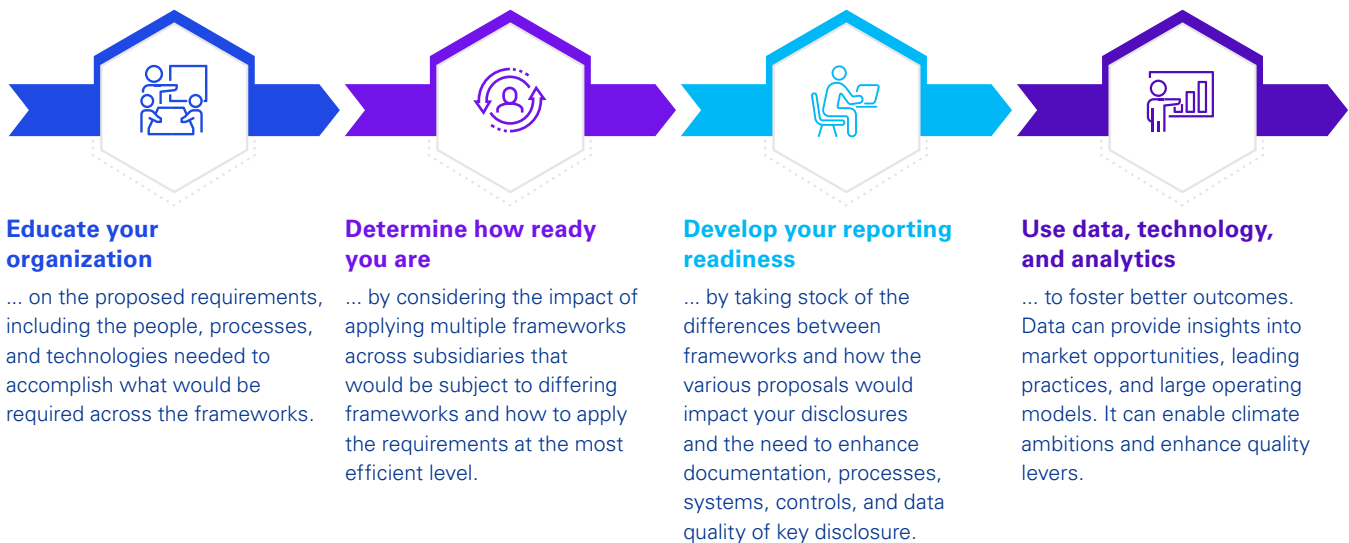 Educate your
organization
... on the proposed requirements,
including the people, processes,
and technologies needed to
accomplish what would be
required across the frameworks.
Determine how ready
you are
... by considering the impact of
applying multiple frameworks
across subsidiaries that
would be subject to differing
frameworks and how to apply
the requirements at the most
efficient level.
Develop your reporting
readiness
... by taking stock of the
differences between
frameworks and how the
various proposals would
impact your disclosures
and the need to enhance
documentation, processes,
systems, controls, and data
quality of key disclosure.
Use data, technology,
and analytics
... to foster better outcomes.
Data can provide insights into
market opportunities, leading
practices, and large operating
models. It can enable climate
ambitions and enhance quality
levers.